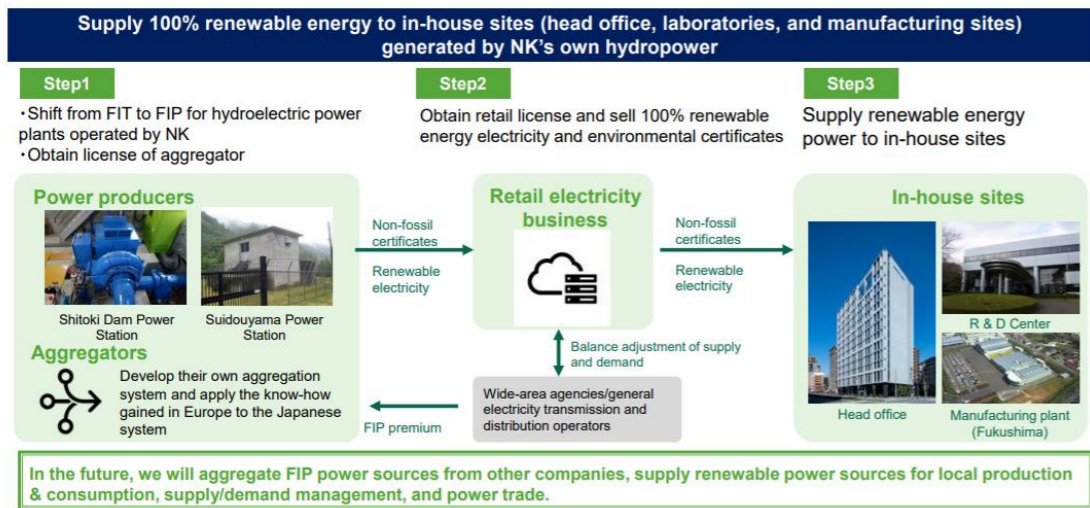 Supply 100% renewable energy to in-house sites (head office, laboratories, and manufacturing sites)
generated by NK's own hydropower
Step1
・Shift from FIT to FIP for hydroelectric power
plants operated by NK
・Obtain license of aggregator
Step2
Obtain retail license and sell 100% renewable
energy electricity and environmental certificates
Step3
Supply renewable energy
power to in-house sites
Power producers
Shitoki Dam Power
Station
Suidouyama Power
Station
Aggregators
Develop their own aggregation
system and apply the know-how
gained in Europe to the Japanese
system
Non-fossil
certificates
Renewable
electricity
Retail electricity
business
Balance adjustment of supply
and demand
Wide-area agencies/general
electricity transmission and
distribution operators
FIP premium
Non-fossil
certificates
Renewable
electricity
In-house sites
Head office
R & D Center
Manufacturing plant
(Fukushima)
In the future, we will aggregate FIP power sources from other companies, supply renewable power sources for local production
& consumption, supply/demand management, and power trade.